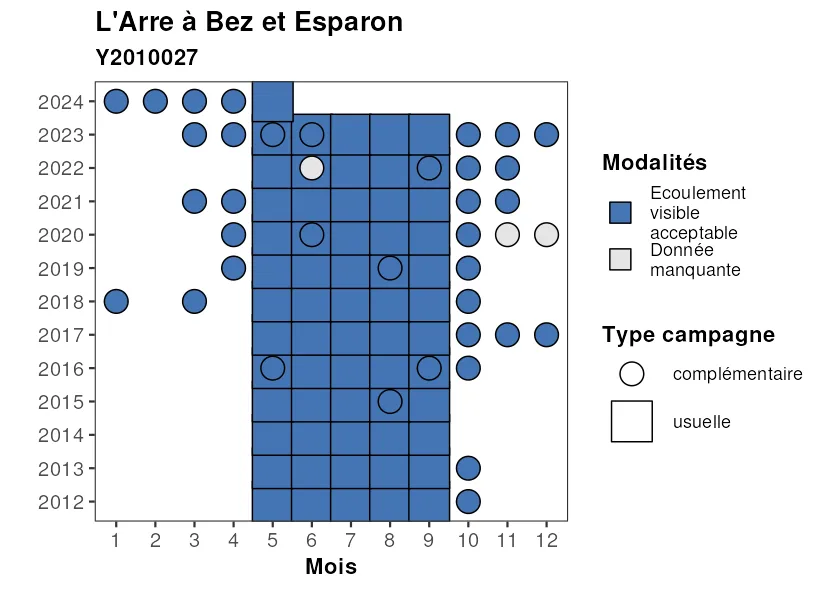 L'Arre à Bez et Esparon
Y2010027
2024
2023
2022
2021
2020
2019
2018
2017
2016
2015
2014
2013
2012
1 2 3 4 5 6 7 8 9 10 11 12
Mois
Modalités
Ecoulement
visible
acceptable
Donnée
manquante
Type campagne
complémentaire
usuelle